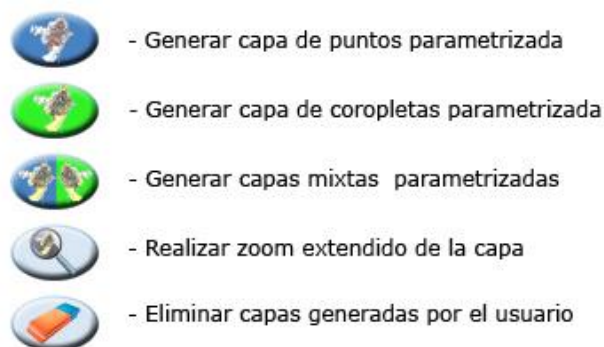 - Generar capa de puntos parametrizada
- Generar capa de coropletas parametrizada
- Generar capas mixtas parametrizadas
- Realizar zoom extendido de la capa
- Eliminar capas generadas por el usuario